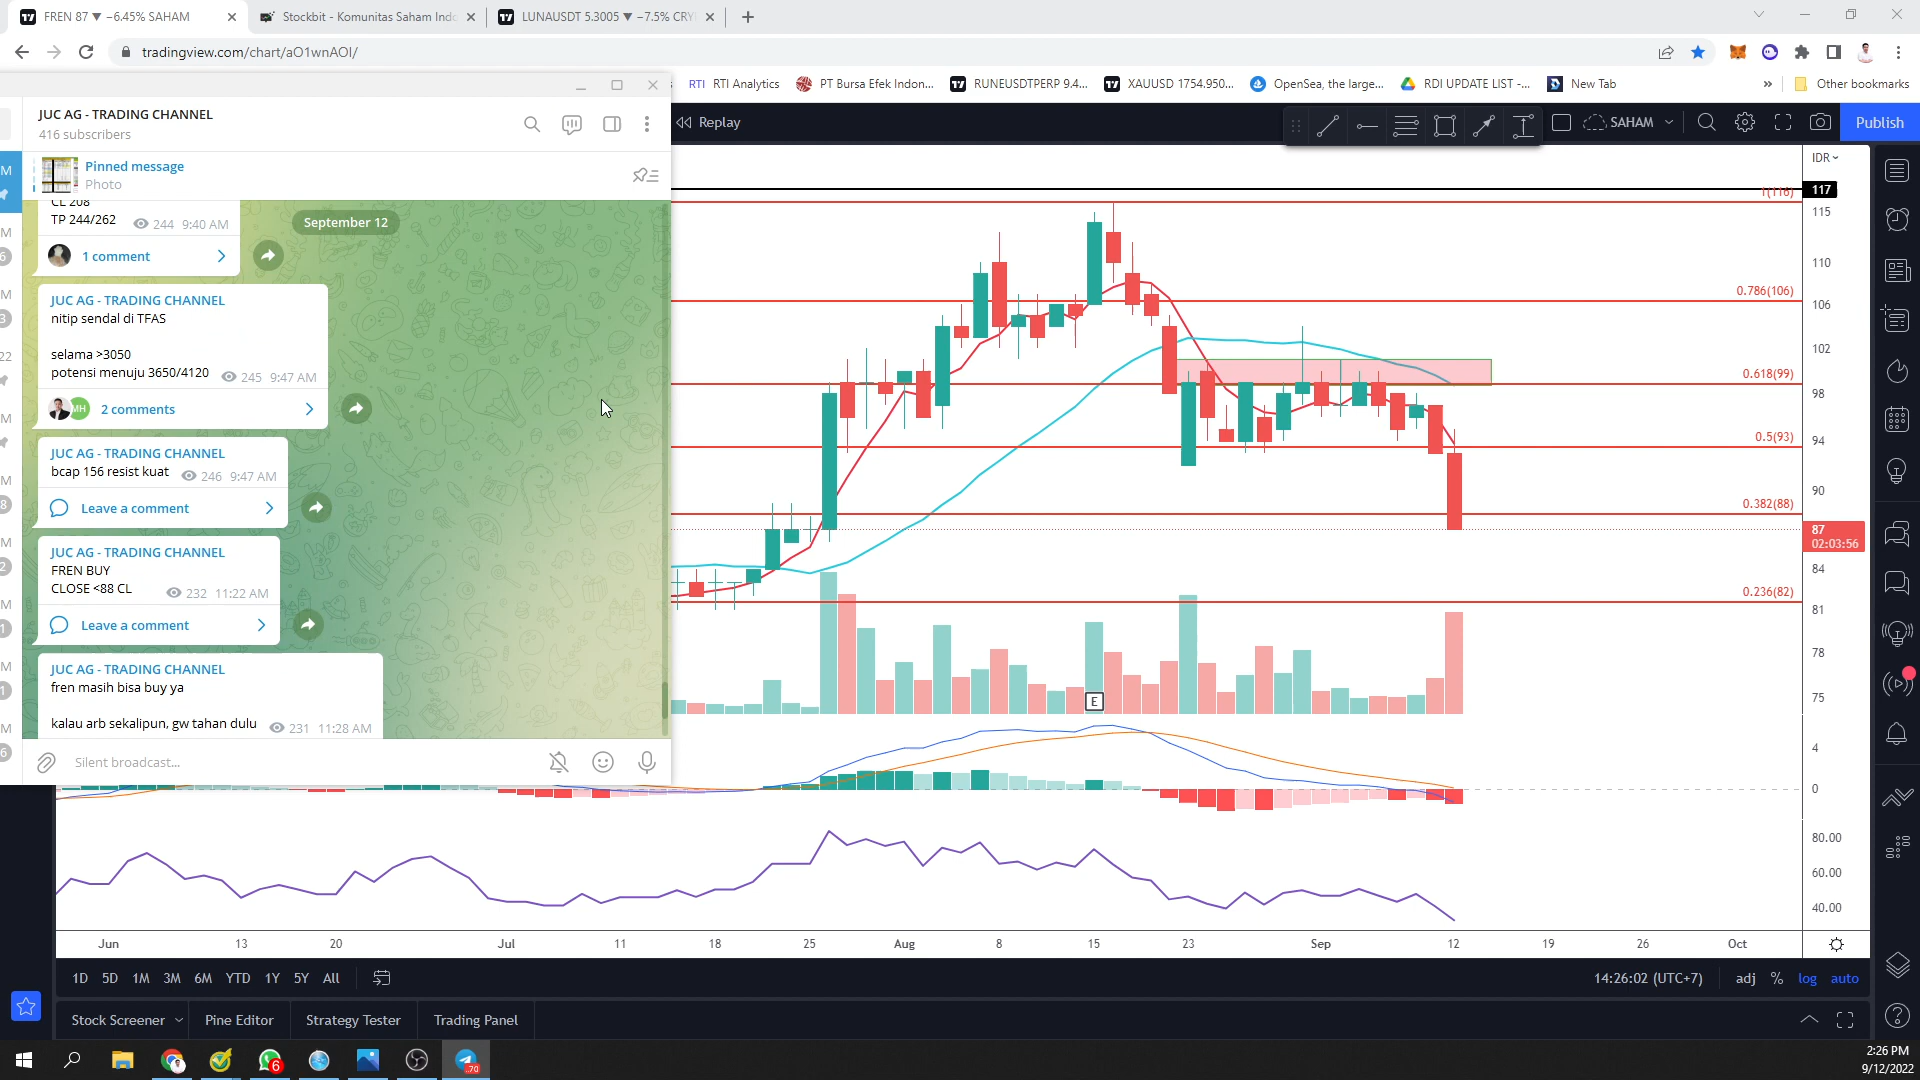 FREN 87 ▼ −6.45% SAHAM
Stockbit - Komunitas Saham Indo
LUNAUSDT 5.3005 ▼ −7.5% CRY
tradingview.com/chart/aO1wnAOI/
RTI Analytics
PT Bursa Efek Indon...
RUNEUSDTPERP 9.4...
XAUUSD 1754.950...
OpenSea, the large...
RDI UPDATE LIST -...
New Tab
»
Other bookmarks
JUC AG - TRADING CHANNEL
416 subscribers
Replay
SAHAM
Publish
Pinned message
Photo
IDR
CL 208
TP 244/262 244 9:40 AM
September 12
1 comment
JUC AG - TRADING CHANNEL
nitip sendal di TFAS
selama >3050
potensi menuju 3650/4120 245 9:47 AM
MH 2 comments
JUC AG - TRADING CHANNEL
bcap 156 resist kuat 246 9:47 AM
Leave a comment
JUC AG - TRADING CHANNEL
FREN BUY
CLOSE <88 CL 232 11:22 AM
Leave a comment
JUC AG - TRADING CHANNEL
fren masih bisa buy ya
kalau arb sekalipun, gw tahan dulu 231 11:28 AM
Silent broadcast...
1(116)
0.786(106)
0.618(99)
0.5(93)
0.382(88)
0.236(82)
E
117
115
110
106
102
98
94
90
87
02:03:56
84
81
78
75
4
0
80.00
60.00
40.00
Jun 13 20 Jul 11 18 25 Aug 8 15 23 Sep 12 19 26 Oct
1D 5D 1M 3M 6M YTD 1Y 5Y All
14:26:02 (UTC+7) adj % log auto
Stock Screener Pine Editor Strategy Tester Trading Panel
6
..70
2:26 PM
9/12/2022